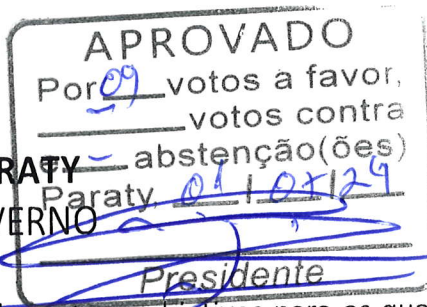 APROVADO
Por 09 votos a favor,
— votos contra
— abstenção(ões)
RATY
Paraty, 01 / 07 / 24
VERNO
Presidente